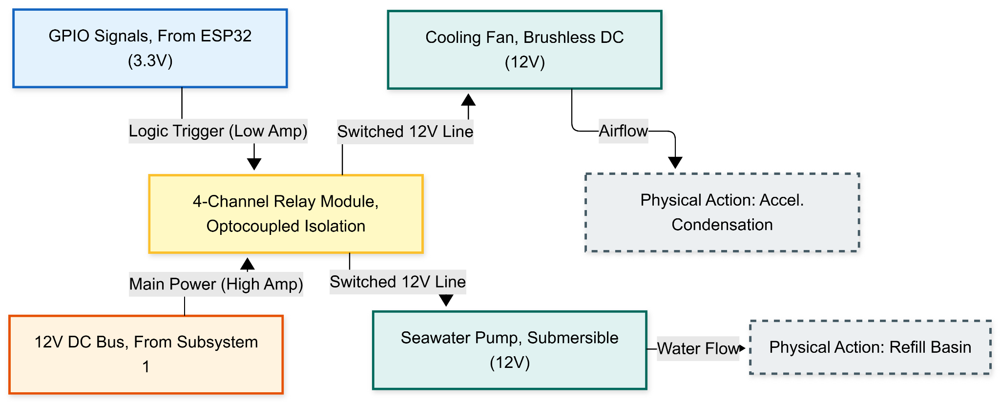 GPIO Signals, From ESP32
(3.3V)
Cooling Fan, Brushless DC
(12V)
Logic Trigger (Low Amp)
Switched 12V Line
Airflow
4-Channel Relay Module,
Optocoupled Isolation
Physical Action: Accel.
Condensation
Main Power (High Amp)
Switched 12V Line
12V DC Bus, From Subsystem
1
Seawater Pump, Submersible
(12V)
Water Flow
Physical Action: Refill Basin